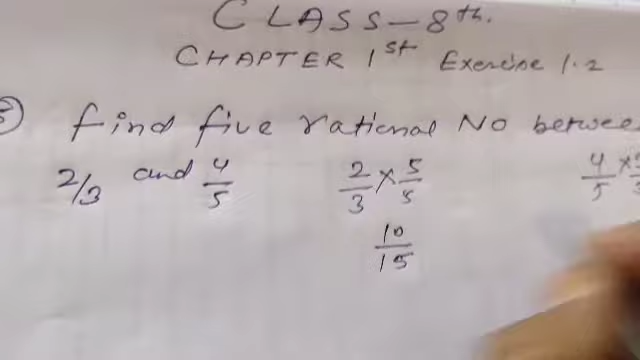 CLASS-8th.
CHAPTER 1st Exercise 1.2
find five rational No betwee
2/3 and 4/5 2/3 × 5/5 4/5 ×
10/15